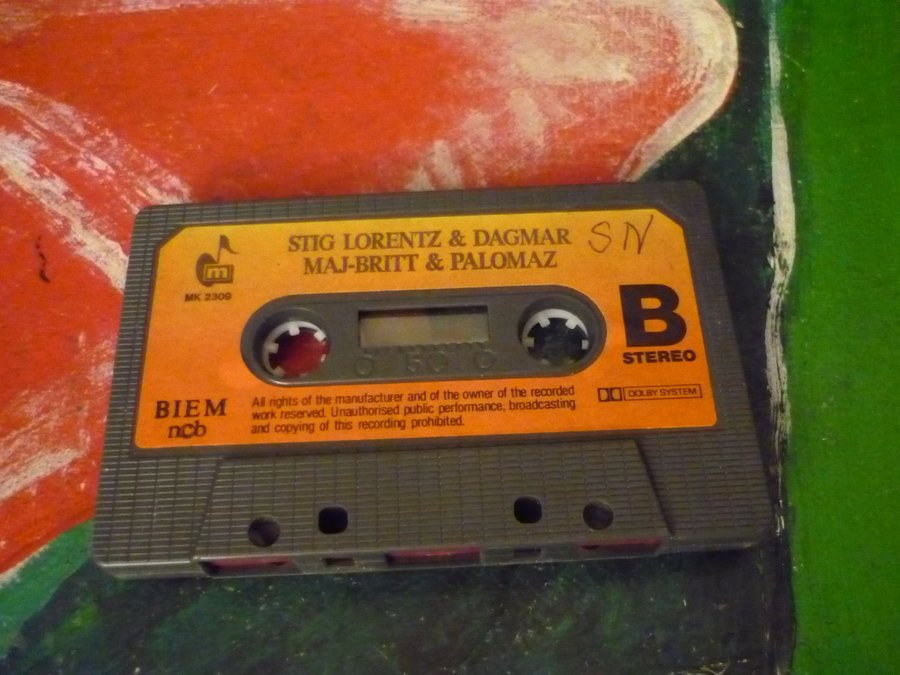 STIG LORENTZ & DAGMAR
MAJ-BRITT & PALOMAZ
SN
m
MK 2309
B
STEREO
DOLBY SYSTEM
BIEM
ncb
All rights of the manufacturer and of the owner of the recorded
work reserved. Unauthorised public performance, broadcasting
and copying of this recording prohibited.